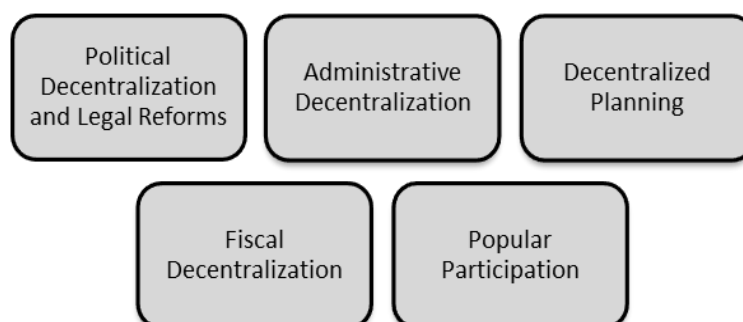 Political
Decentralization
and Legal Reforms
Administrative
Decentralization
Decentralized
Planning
Fiscal
Decentralization
Popular
Participation